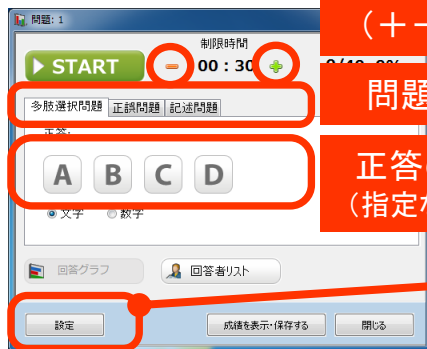 問題: 1
（＋－
制限時間
START
00 : 30
問題
多肢選択問題 正誤問題 記述問題
正答:
正答
（指定
A B C D
文字 数字
回答グラフ 回答者リスト
設定 成績を表示・保存する 閉じる